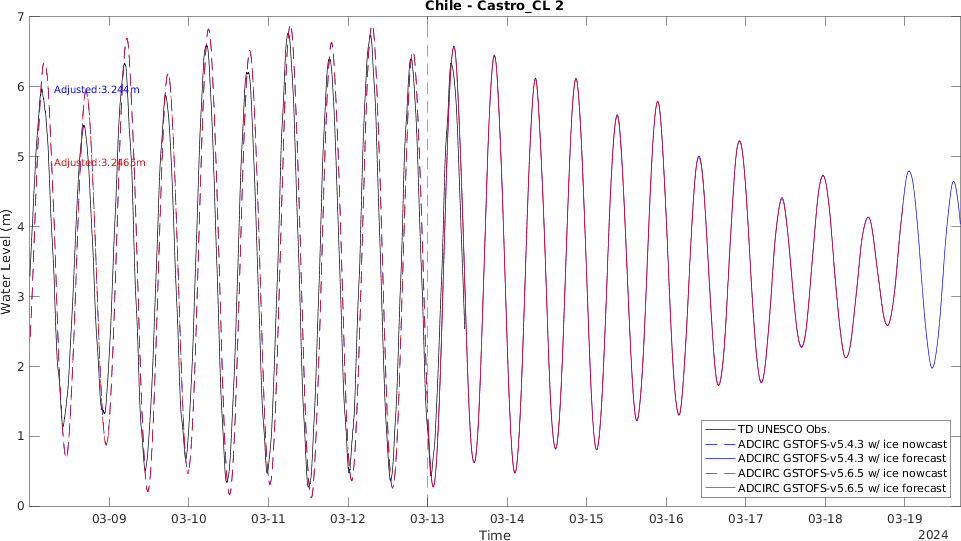 Chile - Castro_CL 2
7
6
5
4
3
2
1
0
Water Level (m)
Adjusted:3.244m
Adjusted:3.2463m
TD UNESCO Obs.
ADCIRC GSTOFS-v5.4.3 w/ ice nowcast
ADCIRC GSTOFS-v5.4.3 w/ ice forecast
ADCIRC GSTOFS-v5.6.5 w/ ice nowcast
ADCIRC GSTOFS-v5.6.5 w/ ice forecast
03-09 03-10 03-11 03-12 03-13 03-14 03-15 03-16 03-17 03-18 03-19
Time
2024